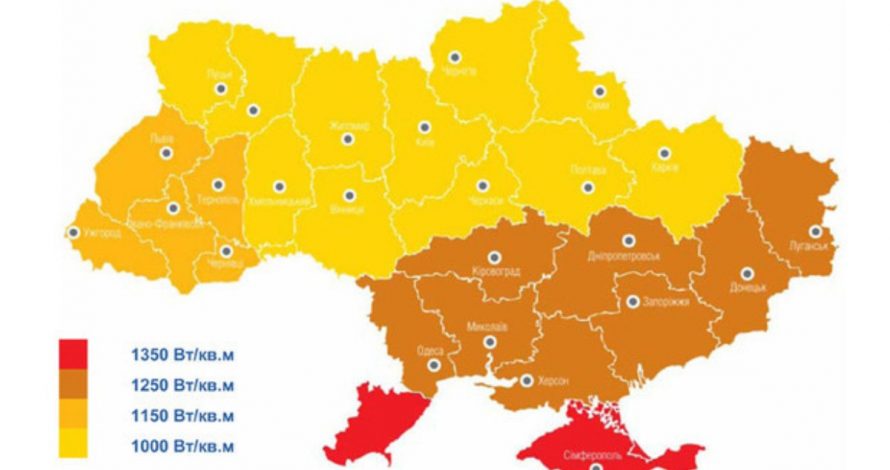 Чернігів
Луцьк
Суми
Житомир
Київ
Львів
Харків
Полтава
Тернопіль
Хмельницький
Вінниця
Черкаси
Івано-Франківськ
Ужгород
Луганськ
Чернівці
Дніпропетровськ
Кіровоград
Донецьк
Запоріжжя
Миколаїв
Одеса
Херсон
Сімферополь
1350 Вт/кв.м
1250 Вт/кв.м
1150 Вт/кв.м
1000 Вт/кв.м